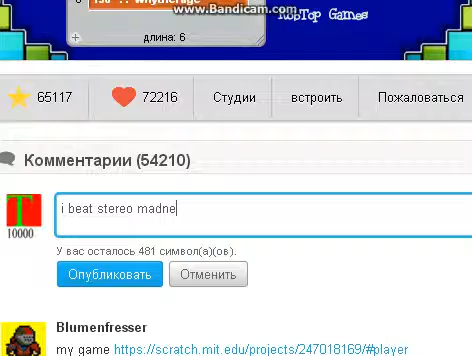 www.Bandicam.com
RobTop Games
длина: 6
65117
72216
Студии
встроить
Пожаловаться
Комментарии (54210)
10000
i beat stereo madne
У вас осталось 481 символ(а)(ов).
Опубликовать
Отменить
Blumenfresser
my game https://scratch.mit.edu/projects/247018169/#player